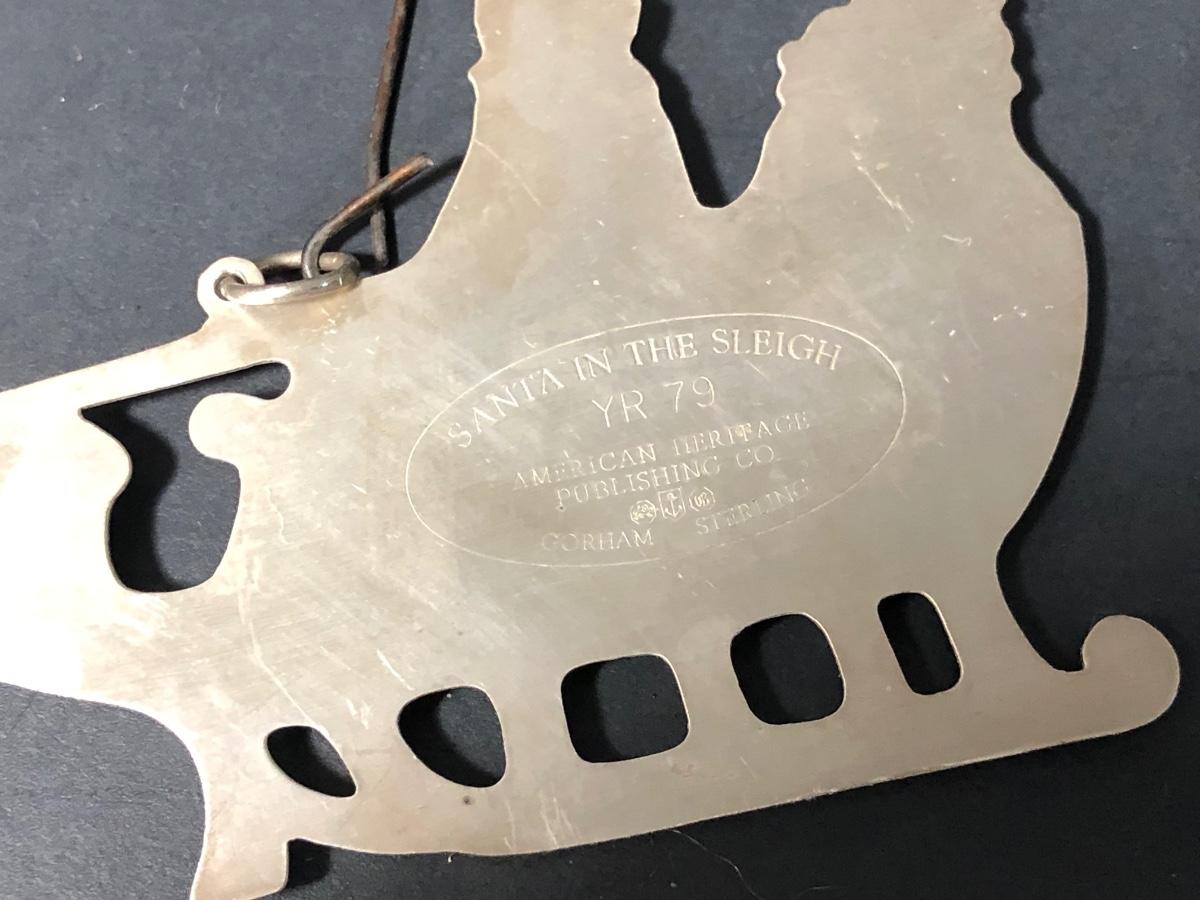 SANTA IN THE SLEIGH
YR 79
AMERICAN HERITAGE
PUBLISHING CO.
GORHAM STERLING